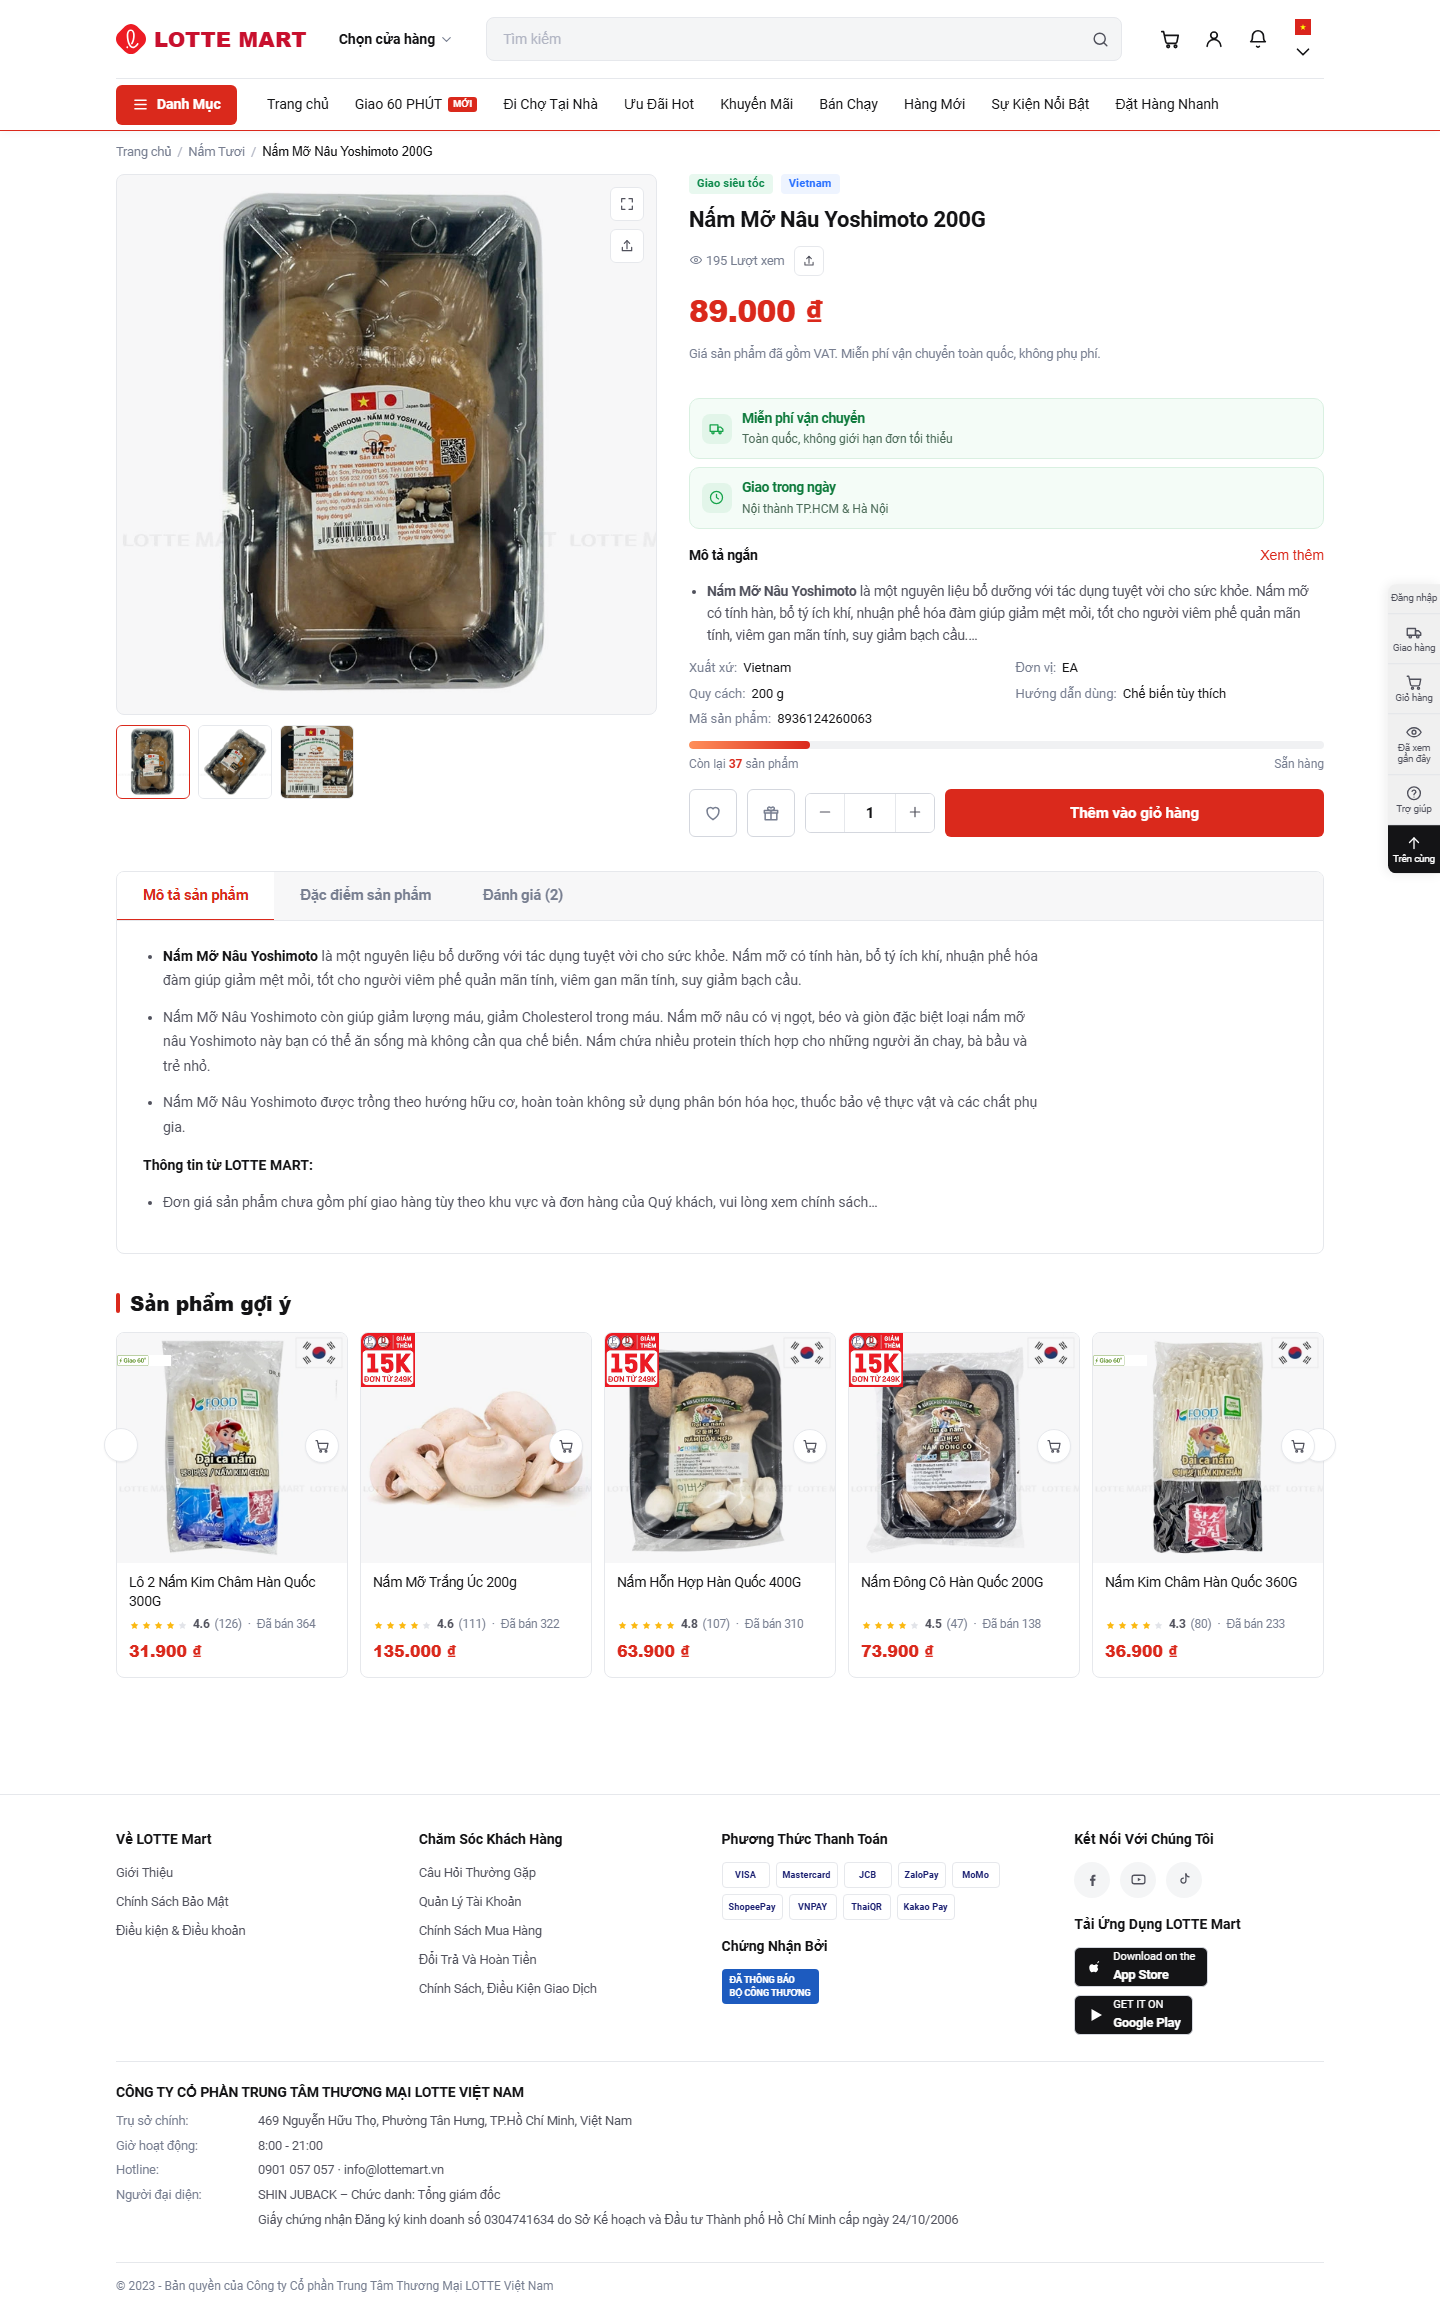 LOTTE MART
Chọn cửa hàng
Tìm kiếm
Danh Mục
Trang chủ
Giao 60 PHÚT MỚI
Đi Chợ Tại Nhà
Ưu Đãi Hot
Khuyến Mãi
Bán Chạy
Hàng Mới
Sự Kiện Nổi Bật
Đặt Hàng Nhanh
Trang chủ / Nấm Tươi / Nấm Mỡ Nâu Yoshimoto 200G
Giao siêu tốc
Vietnam
Nấm Mỡ Nâu Yoshimoto 200G
195 Lượt xem
89.000 ₫
Giá sản phẩm đã gồm VAT. Miễn phí vận chuyển toàn quốc, không phụ phí.
Miễn phí vận chuyển
Toàn quốc, không giới hạn đơn tối thiểu
Giao trong ngày
Nội thành TP.HCM & Hà Nội
Mô tả ngắn
Xem thêm
Nấm Mỡ Nâu Yoshimoto là một nguyên liệu bổ dưỡng với tác dụng tuyệt vời cho sức khỏe. Nấm mỡ
có tính hàn, bổ tỳ ích khí, nhuận phế hóa đàm giúp giảm mệt mỏi, tốt cho người viêm phế quản mãn
tính, viêm gan mãn tính, suy giảm bạch cầu....
Xuất xứ: Vietnam
Đơn vị: EA
Quy cách: 200 g
Hướng dẫn dùng: Chế biến tùy thích
Mã sản phẩm: 8936124260063
Còn lại 37 sản phẩm
Sẵn hàng
1
Thêm vào giỏ hàng
Đăng nhập
Giao hàng
Giỏ hàng
Đã xem
gần đây
Trợ giúp
Trên cùng
Mô tả sản phẩm
Đặc điểm sản phẩm
Đánh giá (2)
Nấm Mỡ Nâu Yoshimoto là một nguyên liệu bổ dưỡng với tác dụng tuyệt vời cho sức khỏe. Nấm mỡ có tính hàn, bổ tỳ ích khí, nhuận phế hóa
đàm giúp giảm mệt mỏi, tốt cho người viêm phế quản mãn tính, viêm gan mãn tính, suy giảm bạch cầu.
Nấm Mỡ Nâu Yoshimoto còn giúp giảm lượng máu, giảm Cholesterol trong máu. Nấm mỡ nâu có vị ngọt, béo và giòn đặc biệt loại nấm mỡ
nâu Yoshimoto này bạn có thể ăn sống mà không cần qua chế biến. Nấm chứa nhiều protein thích hợp cho những người ăn chay, bà bầu và
trẻ nhỏ.
Nấm Mỡ Nâu Yoshimoto được trồng theo hướng hữu cơ, hoàn toàn không sử dụng phân bón hóa học, thuốc bảo vệ thực vật và các chất phụ
gia.
Thông tin từ LOTTE MART:
Đơn giá sản phẩm chưa gồm phí giao hàng tùy theo khu vực và đơn hàng của Quý khách, vui lòng xem chính sách...
Sản phẩm gợi ý
Lô 2 Nấm Kim Châm Hàn Quốc
300G
4.6 (126) · Đã bán 364
31.900 ₫
GIẢM THÊM
15K
ĐƠN TỪ 249K
Nấm Mỡ Trắng Úc 200g
4.6 (111) · Đã bán 322
135.000 ₫
GIẢM THÊM
15K
ĐƠN TỪ 249K
Nấm Hỗn Hợp Hàn Quốc 400G
4.8 (107) · Đã bán 310
63.900 ₫
GIẢM THÊM
15K
ĐƠN TỪ 249K
Nấm Đông Cô Hàn Quốc 200G
4.5 (47) · Đã bán 138
73.900 ₫
Nấm Kim Châm Hàn Quốc 360G
4.3 (80) · Đã bán 233
36.900 ₫
Về LOTTE Mart
Giới Thiệu
Chính Sách Bảo Mật
Điều kiện & Điều khoản
Chăm Sóc Khách Hàng
Câu Hỏi Thường Gặp
Quản Lý Tài Khoản
Chính Sách Mua Hàng
Đổi Trả Và Hoàn Tiền
Chính Sách, Điều Kiện Giao Dịch
Phương Thức Thanh Toán
VISA
Mastercard
JCB
ZaloPay
MoMo
ShopeePay
VNPAY
ThaiQR
Kakao Pay
Chứng Nhận Bởi
ĐÃ THÔNG BÁO
BỘ CÔNG THƯƠNG
Kết Nối Với Chúng Tôi
Tải Ứng Dụng LOTTE Mart
Download on the
App Store
GET IT ON
Google Play
CÔNG TY CỔ PHẦN TRUNG TÂM THƯƠNG MẠI LOTTE VIỆT NAM
Trụ sở chính: 469 Nguyễn Hữu Thọ, Phường Tân Hưng, TP.Hồ Chí Minh, Việt Nam
Giờ hoạt động: 8:00 - 21:00
Hotline: 0901 057 057 · info@lottemart.vn
Người đại diện: SHIN JUBACK – Chức danh: Tổng giám đốc
Giấy chứng nhận Đăng ký kinh doanh số 0304741634 do Sở Kế hoạch và Đầu tư Thành phố Hồ Chí Minh cấp ngày 24/10/2006
© 2023 - Bản quyền của Công ty Cổ phần Trung Tâm Thương Mại LOTTE Việt Nam